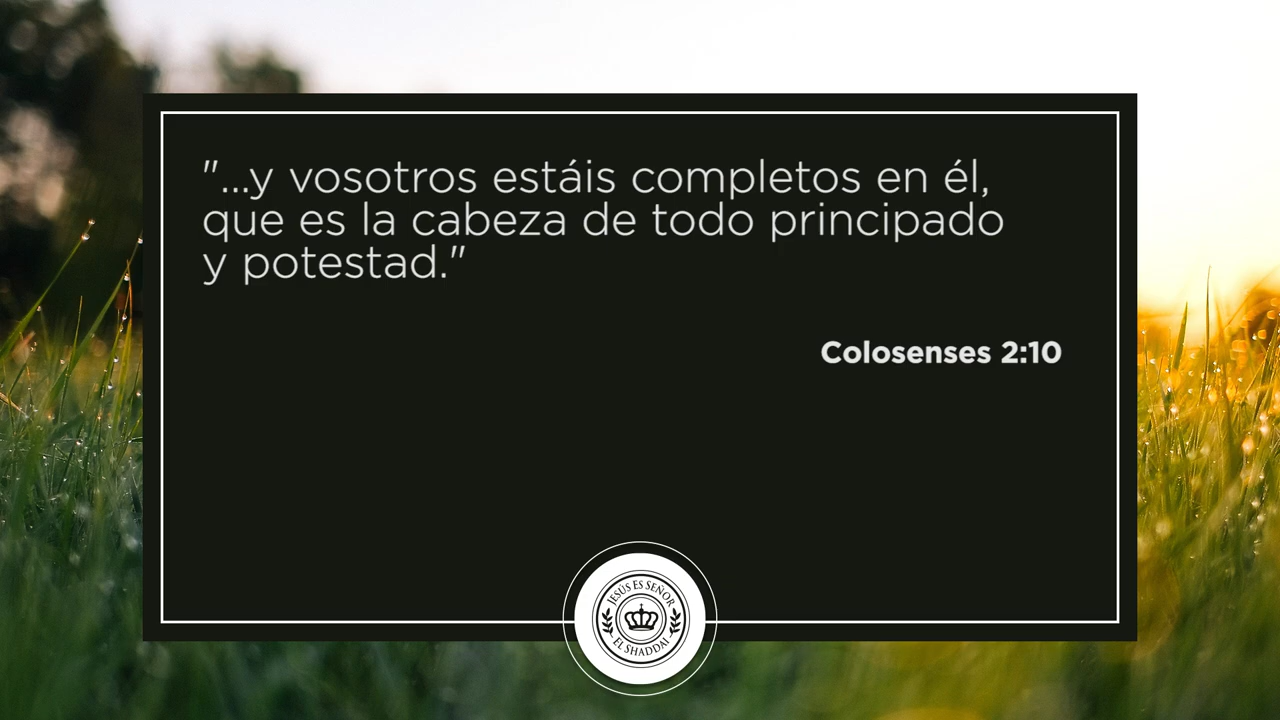 "...y vosotros estáis completos en él,
que es la cabeza de todo principado
y potestad."
Colosenses 2:10
JESÚS ES SEÑOR
EL SHADDAI